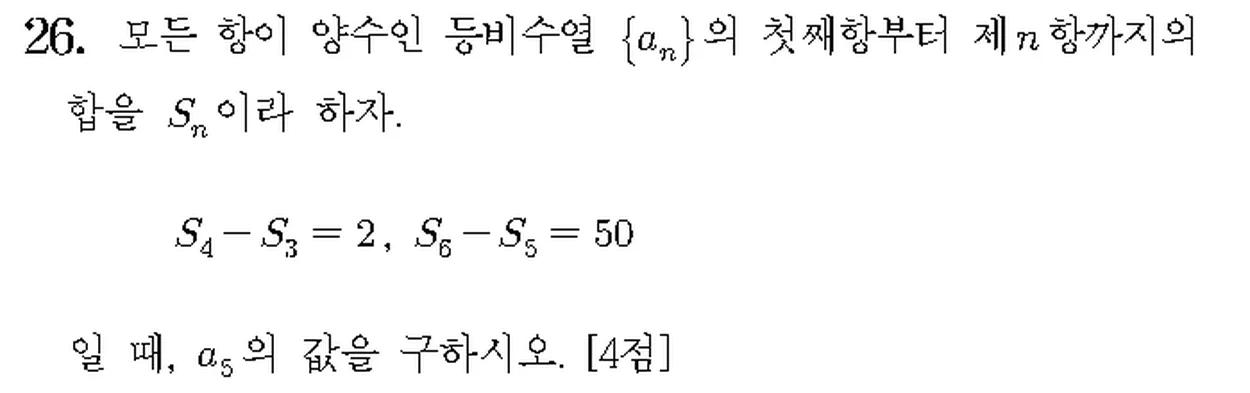 26. 모든 항이 양수인 등비수열 {aₙ}의 첫째항부터 제n항까지의
합을 Sₙ이라 하자.
S₄−S₃=2, S₆−S₅=50
일 때, a₅의 값을 구하시오. [4점]